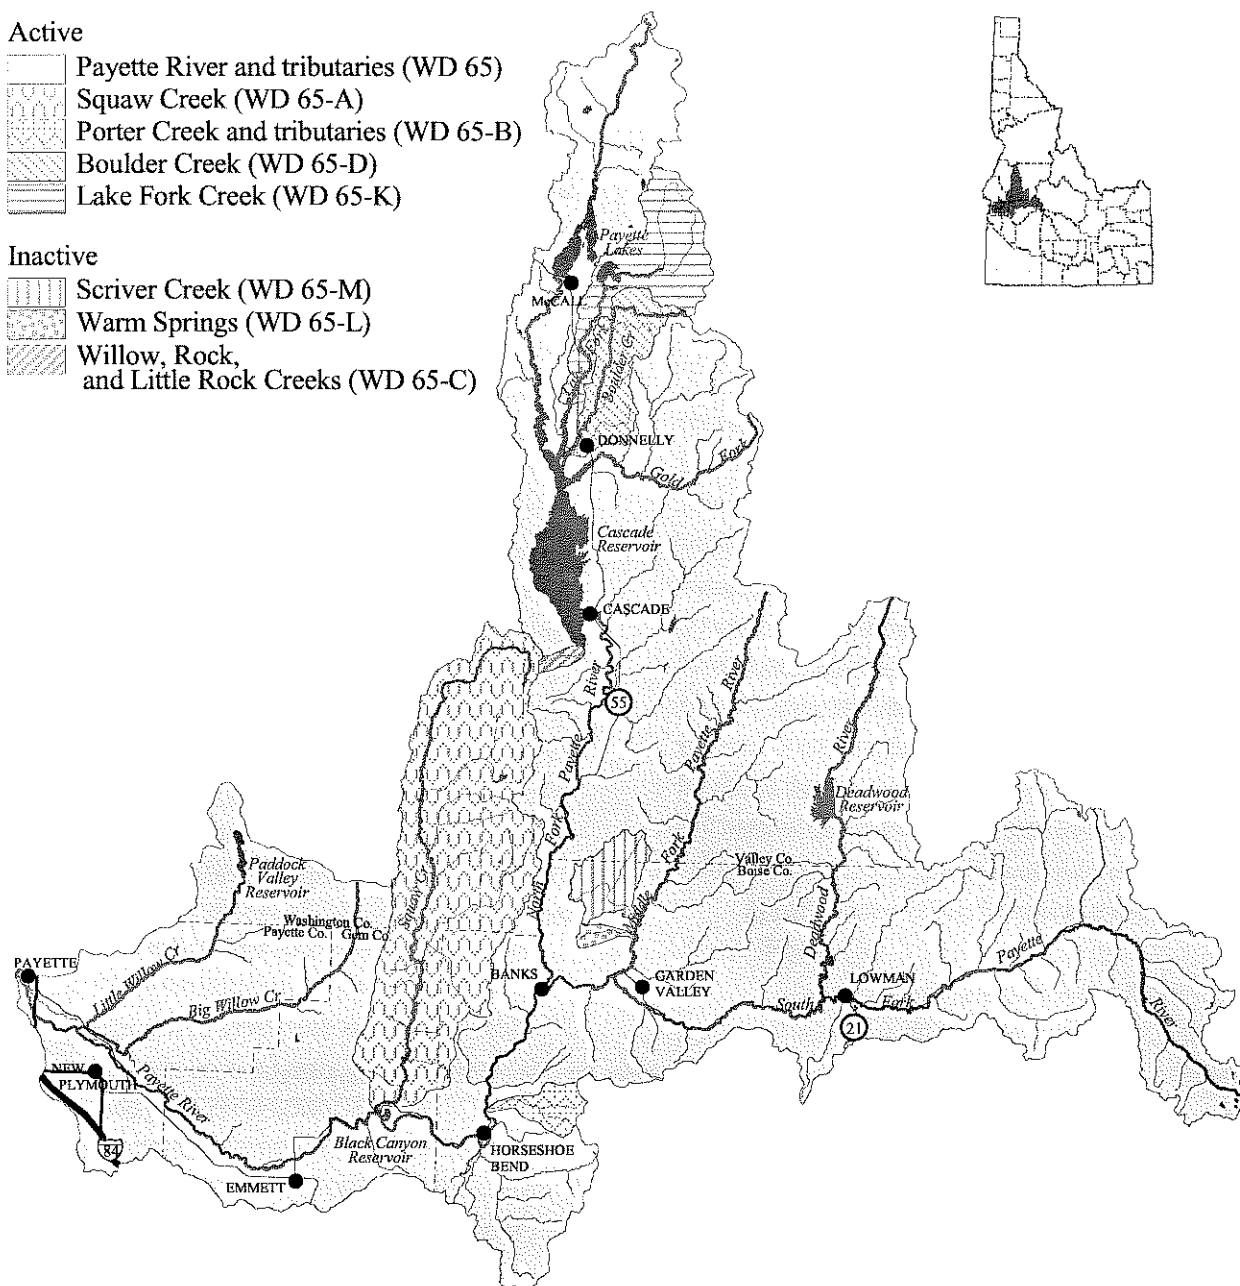 Active
Payette River and tributaries (WD 65)
Squaw Creek (WD 65-A)
Porter Creek and tributaries (WD 65-B)
Boulder Creek (WD 65-D)
Lake Fork Creek (WD 65-K)
Inactive
Scriver Creek (WD 65-M)
Warm Springs (WD 65-L)
Willow, Rock,
and Little Rock Creeks (WD 65-C)
Payette
Lakes
McCALL
Lake Fork
Boulder Cr
DONNELLY
Gold Fork
Cascade
Reservoir
CASCADE
55
North Fork Payette River
Middle Fork Payette River
Deadwood River
Deadwood
Reservoir
Valley Co.
Boise Co.
Paddock
Valley
Reservoir
Washington Co.
Payette Co.
Gem Co.
Squaw Cr
PAYETTE
Little Willow Cr
Big Willow Cr
BANKS
GARDEN
VALLEY
LOWMAN
South Fork Payette River
21
NEW
PLYMOUTH
Payette River
84
EMMETT
Black Canyon
Reservoir
HORSESHOE
BEND